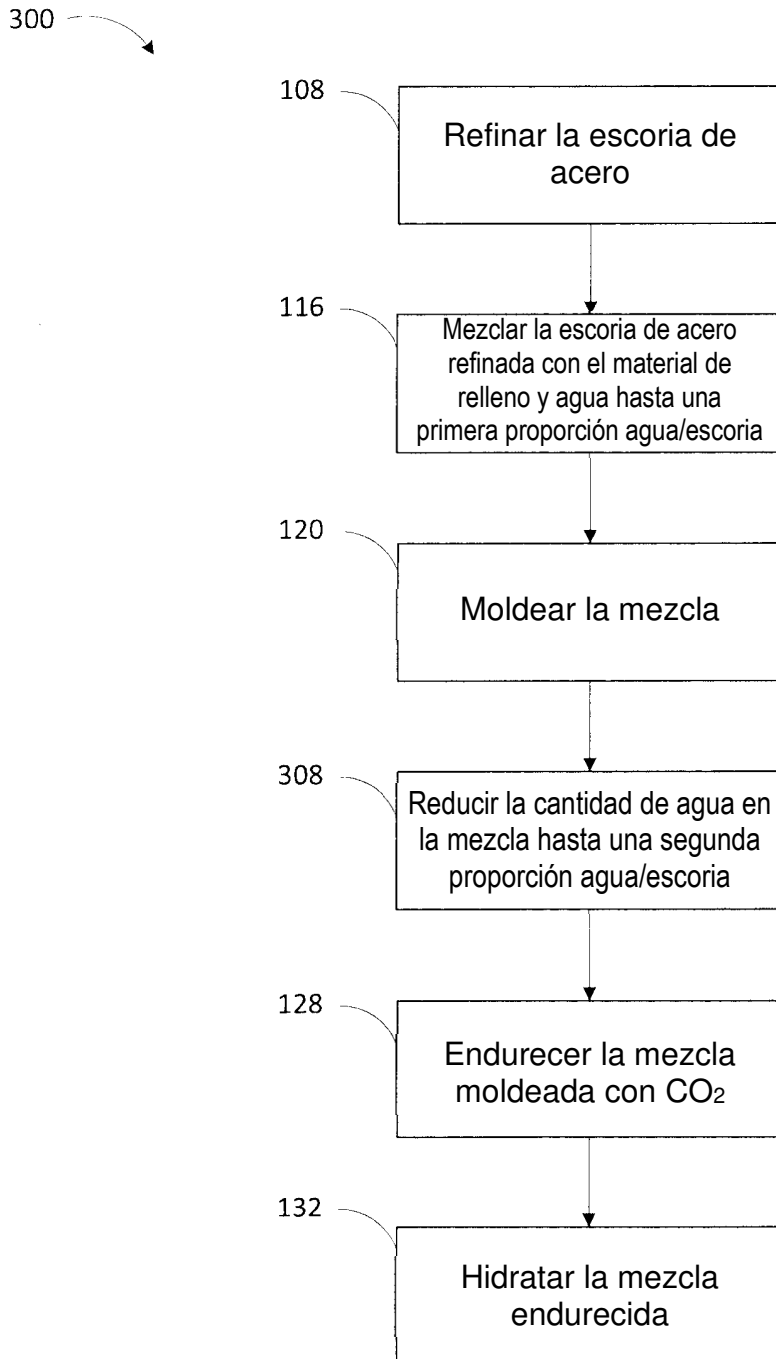 300
108
Refinar la escoria de
acero
116
Mezclar la escoria de acero
refinada con el material de
relleno y agua hasta una
primera proporción agua/escoria
120
Moldear la mezcla
308
Reducir la cantidad de agua en
la mezcla hasta una segunda
proporción agua/escoria
128
Endurecer la mezcla
moldeada con CO₂
132
Hidratar la mezcla
endurecida